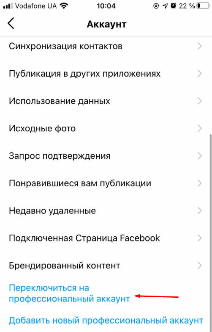 Vodafone UA 10:04 22 %
Аккаунт
Синхронизация контактов
Публикация в других приложениях
Использование данных
Исходные фото
Запрос подтверждения
Понравившиеся вам публикации
Недавно удаленные
Подключенная Страница Facebook
Брендированный контент
Переключиться на
профессиональный аккаунт
Добавить новый профессиональный аккаунт